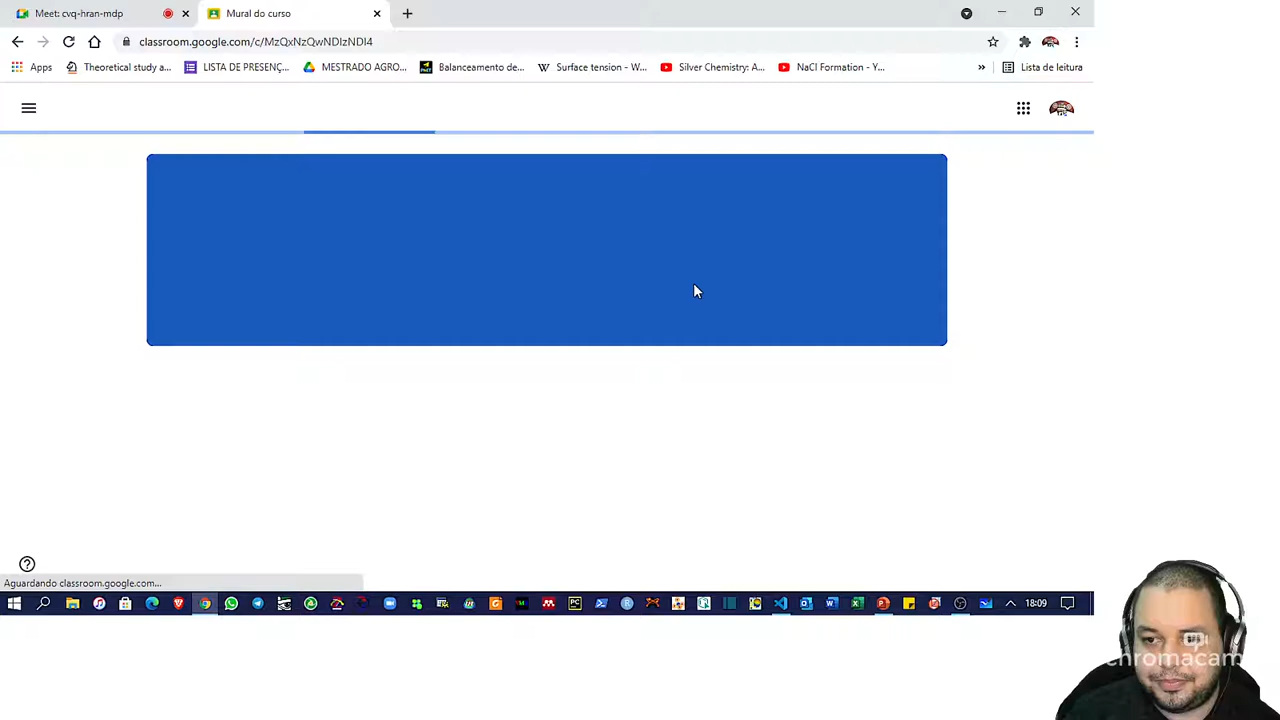 Meet: cvq-hran-mdp
Mural do curso
classroom.google.com/c/MzQxNzQwNDIzNDI4
Apps
Theoretical study a...
LISTA DE PRESENÇ...
MESTRADO AGRO...
Balanceamento de...
Surface tension - W...
Silver Chemistry: A...
NaCl Formation - Y...
»
Lista de leitura
Aguardando classroom.google.com...
18:09
chromacam